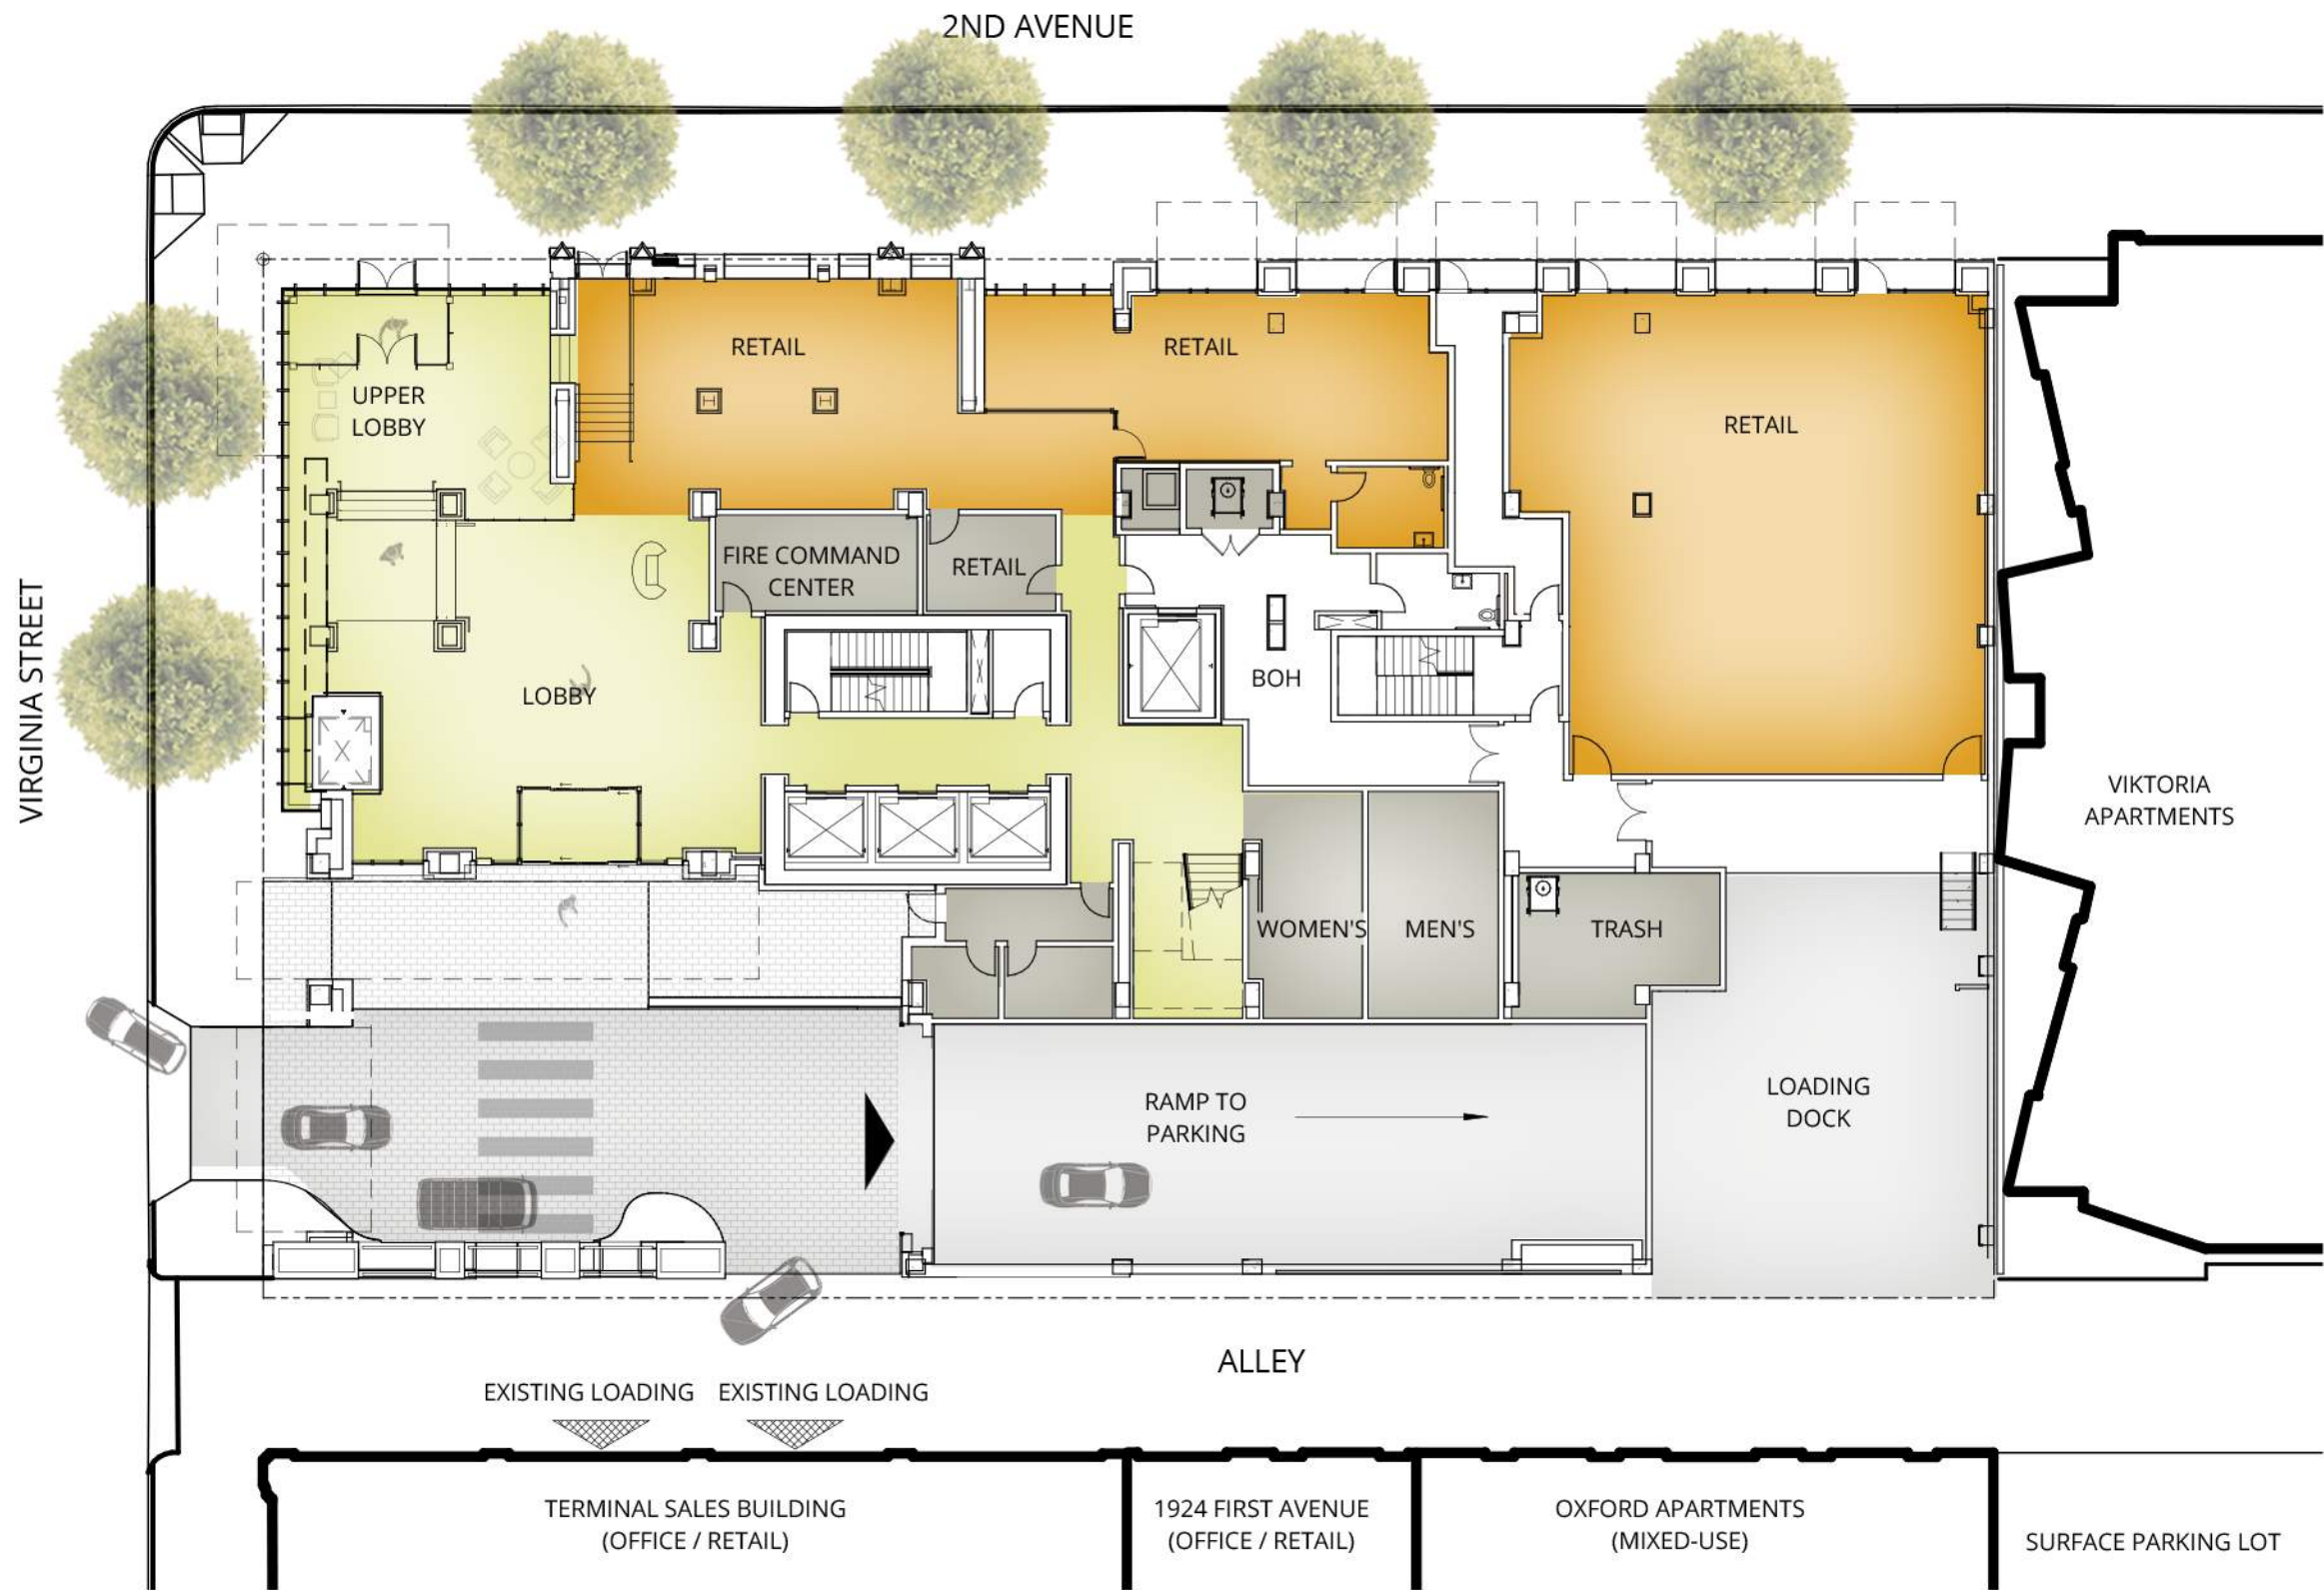 2ND AVENUE
RETAIL
RETAIL
UPPER
LOBBY
RETAIL
FIRE COMMAND
CENTER
RETAIL
VIRGINIA STREET
LOBBY
BOH
VIKTORIA
APARTMENTS
WOMEN'S
MEN'S
TRASH
RAMP TO
PARKING
LOADING
DOCK
ALLEY
EXISTING LOADING
EXISTING LOADING
TERMINAL SALES BUILDING
(OFFICE / RETAIL)
1924 FIRST AVENUE
(OFFICE / RETAIL)
OXFORD APARTMENTS
(MIXED-USE)
SURFACE PARKING LOT